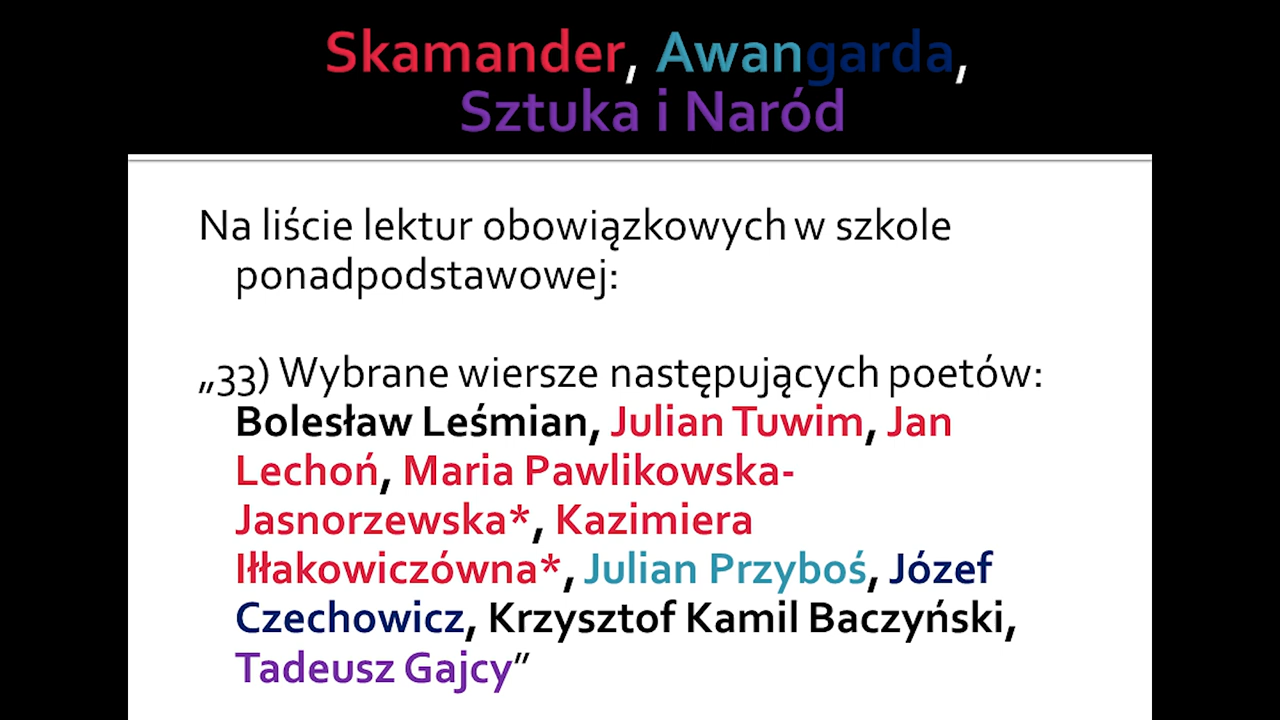 Skamander, Awangarda,
Sztuka i Naród
Na liście lektur obowiązkowych w szkole
ponadpodstawowej:
„33) Wybrane wiersze następujących poetów:
Bolesław Leśmian, Julian Tuwim, Jan
Lechoń, Maria Pawlikowska-
Jasnorzewska*, Kazimiera
Iłłakowiczówna*, Julian Przyboś, Józef
Czechowicz, Krzysztof Kamil Baczyński,
Tadeusz Gajcy”